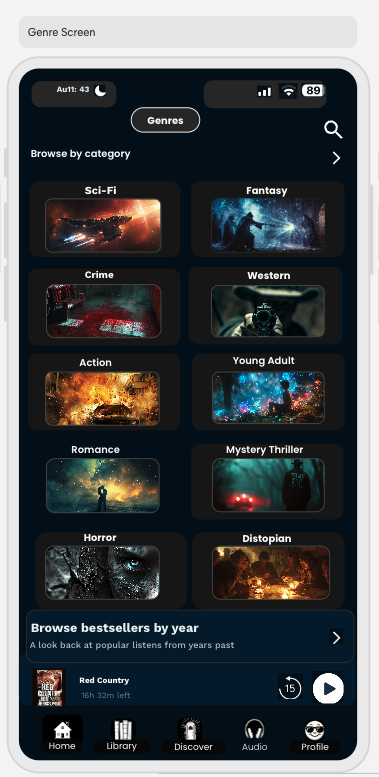 Genre Screen
Au11: 43
89
Genres
Browse by category
Sci-Fi
Fantasy
Crime
Western
Action
Young Adult
Romance
Mystery Thriller
Horror
Distopian
Browse bestsellers by year
A look back at popular listens from years past
RED
COUNTRY
Red Country
16h 32m left
15
Home
Library
Discover
Audio
Profile